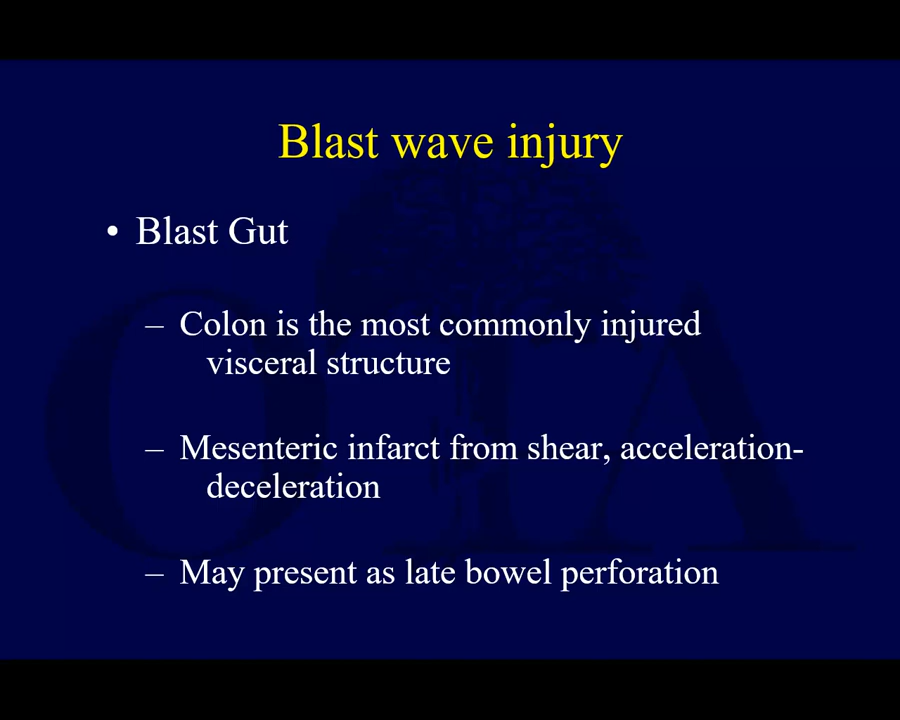 Blast wave injury
• Blast Gut
– Colon is the most commonly injured
visceral structure
– Mesenteric infarct from shear, acceleration-
deceleration
– May present as late bowel perforation
OTA